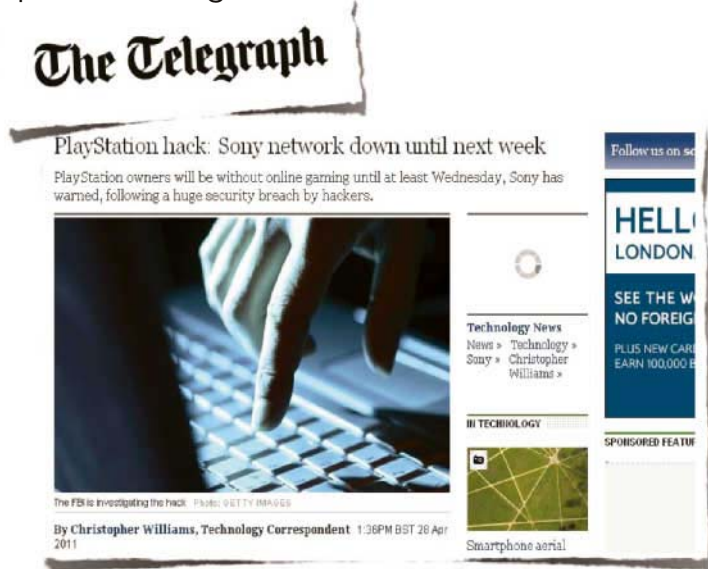 The Telegraph
PlayStation hack: Sony network down until next week
PlayStation owners will be without online gaming until at least Wednesday, Sony has
warned, following a huge security breach by hackers.
The FBI is investigating the hack Photo: GETTY IMAGES
By Christopher Williams, Technology Correspondent 1:36PM BST 28 Apr
2011
Technology News
News » Technology »
Sony » Christopher
Williams »
IN TECHNOLOGY
Smartphone aerial
Follow us on
HELL
LONDON.
SEE THE W
NO FOREIG
PLUS NEW CAR
EARN 100,000 B
SPONSORED FEATUR